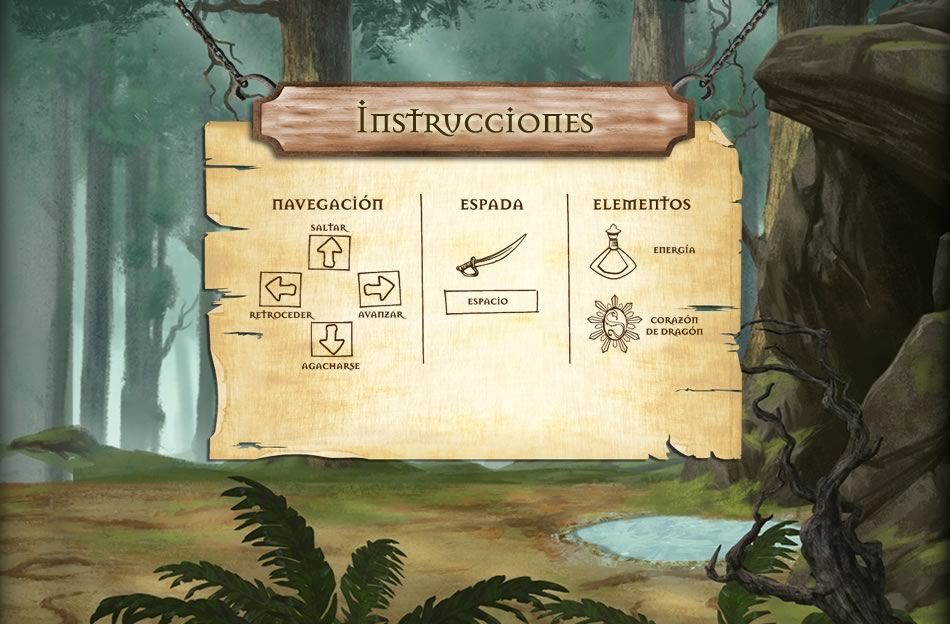 Instrucciones
NAVEGACIÓN
SALTAR
RETROCEDER
AVANZAR
AGACHARSE
ESPADA
ESPACIO
ELEMENTOS
ENERGÍA
CORAZÓN
DE DRAGÓN